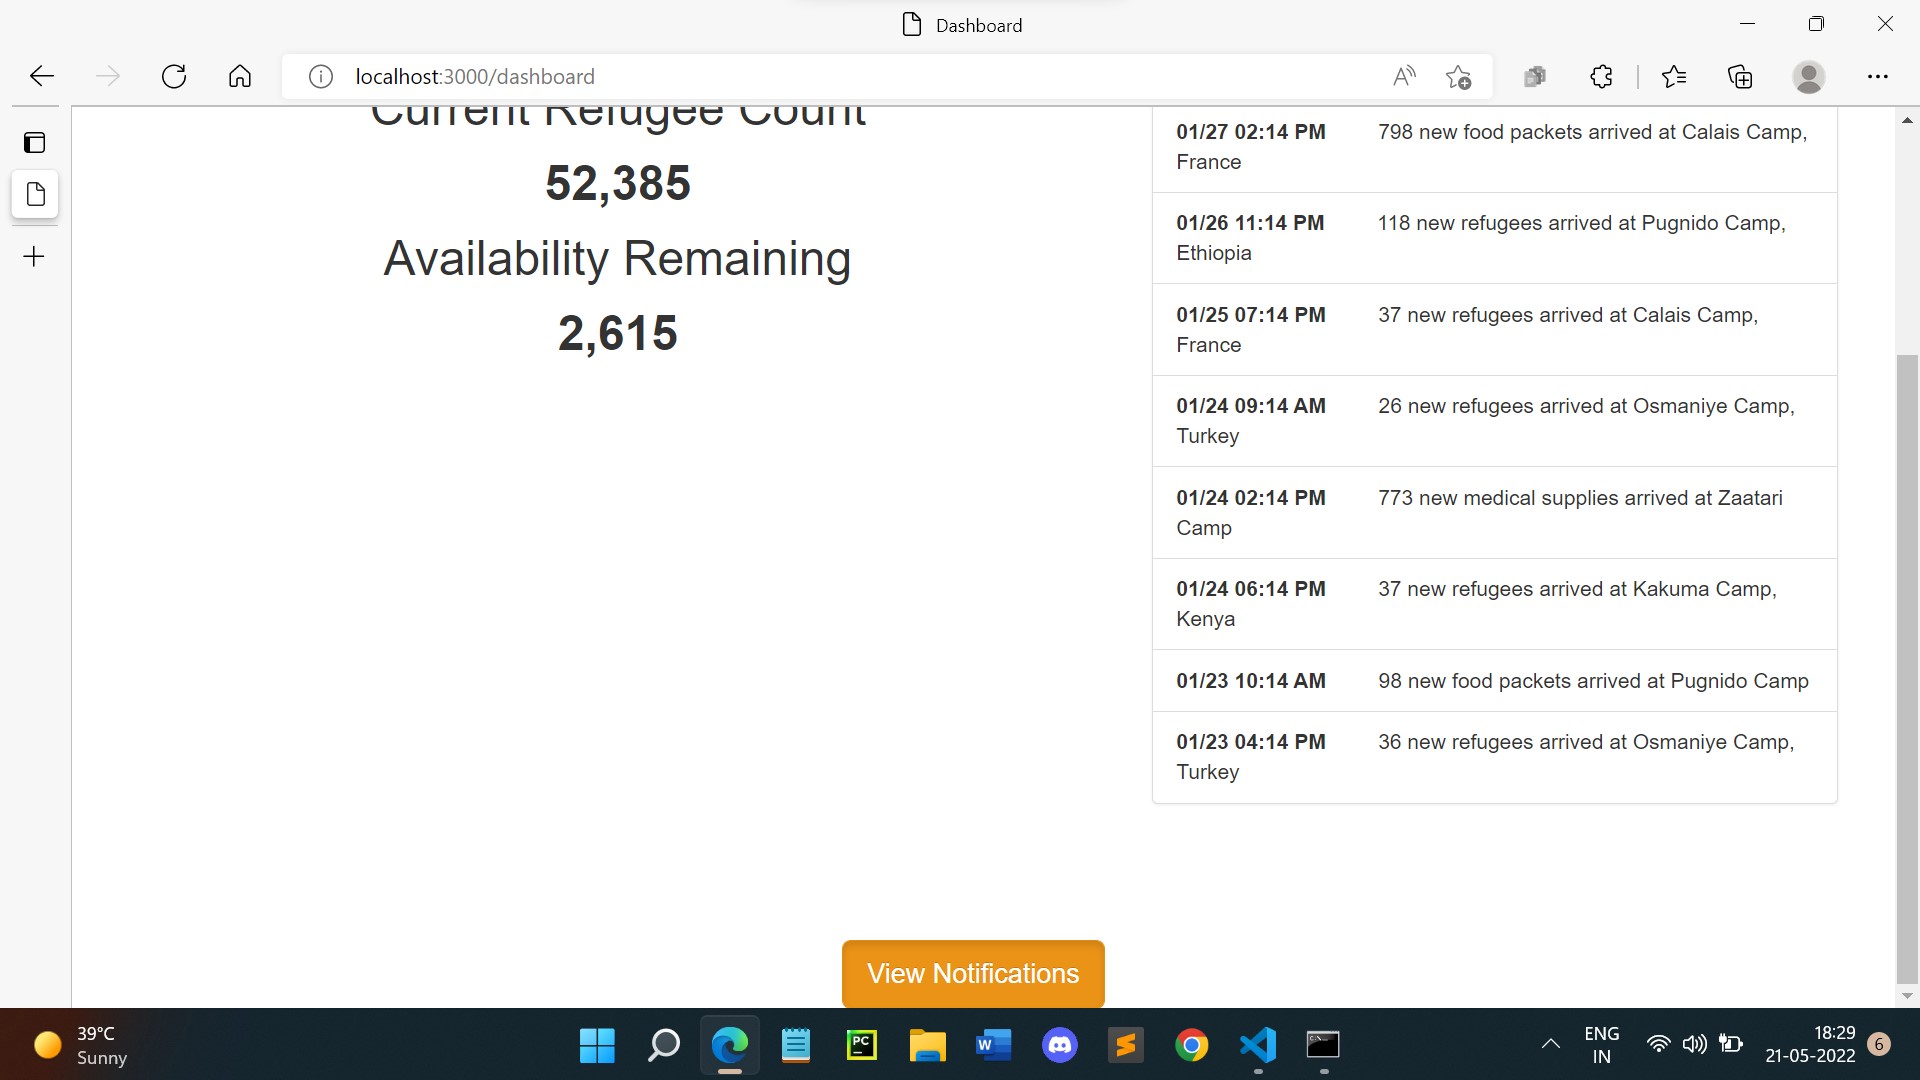 Dashboard
localhost:3000/dashboard
Current Refugee Count
52,385
Availability Remaining
2,615
01/27 02:14 PM 798 new food packets arrived at Calais Camp,
France
01/26 11:14 PM 118 new refugees arrived at Pugnido Camp,
Ethiopia
01/25 07:14 PM 37 new refugees arrived at Calais Camp,
France
01/24 09:14 AM 26 new refugees arrived at Osmaniye Camp,
Turkey
01/24 02:14 PM 773 new medical supplies arrived at Zaatari
Camp
01/24 06:14 PM 37 new refugees arrived at Kakuma Camp,
Kenya
01/23 10:14 AM 98 new food packets arrived at Pugnido Camp
01/23 04:14 PM 36 new refugees arrived at Osmaniye Camp,
Turkey
View Notifications
39°C
Sunny
PC
W
ENG
IN
18:29
21-05-2022
6